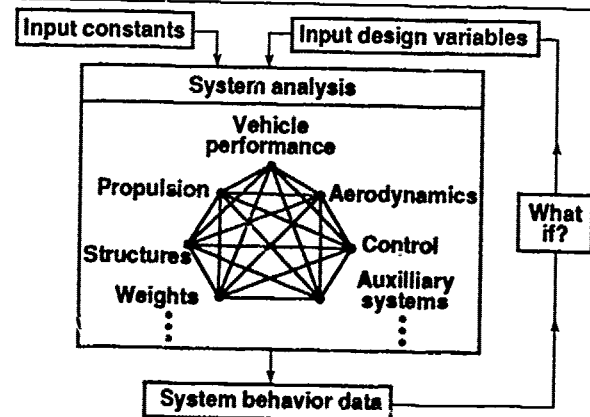 Input constants
Input design variables
System analysis
Vehicle
performance
Propulsion
Aerodynamics
What
if?
Structures
Control
Weights
Auxilliary
systems
System behavior data